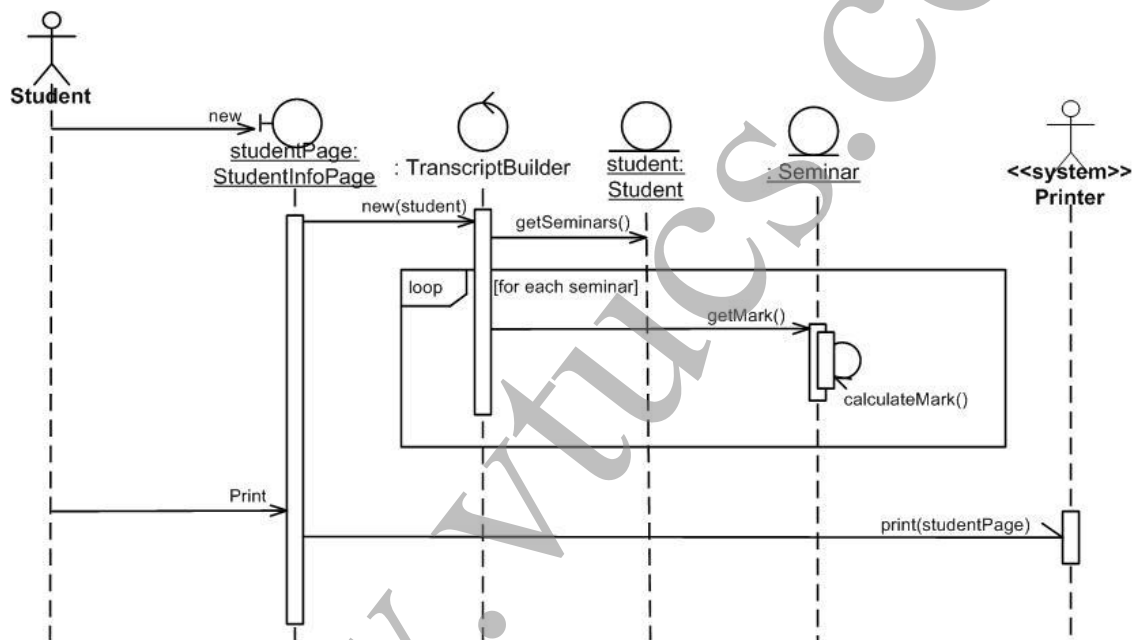 Student
new
studentPage:
StudentInfoPage
: TranscriptBuilder
student:
Student
: Seminar
<<system>>
Printer
new(student)
getSeminars()
loop
[for each seminar]
getMark()
calculateMark()
Print
print(studentPage)
.vtucs.c